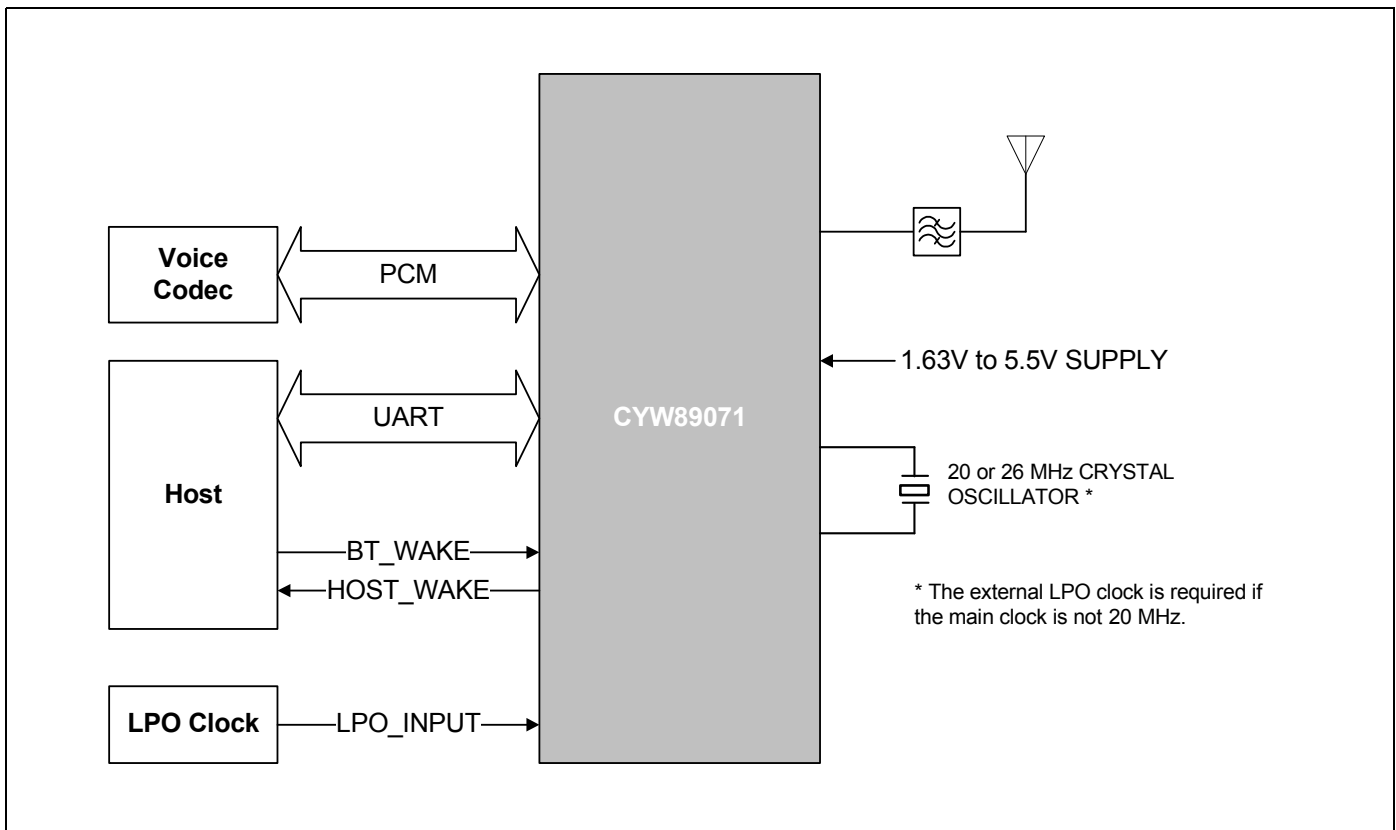 Voice
Codec
PCM
Host
UART
BT_WAKE
HOST_WAKE
LPO Clock
LPO_INPUT
CYW89071
1.63V to 5.5V SUPPLY
20 or 26 MHz CRYSTAL
OSCILLATOR *
* The external LPO clock is required if
the main clock is not 20 MHz.